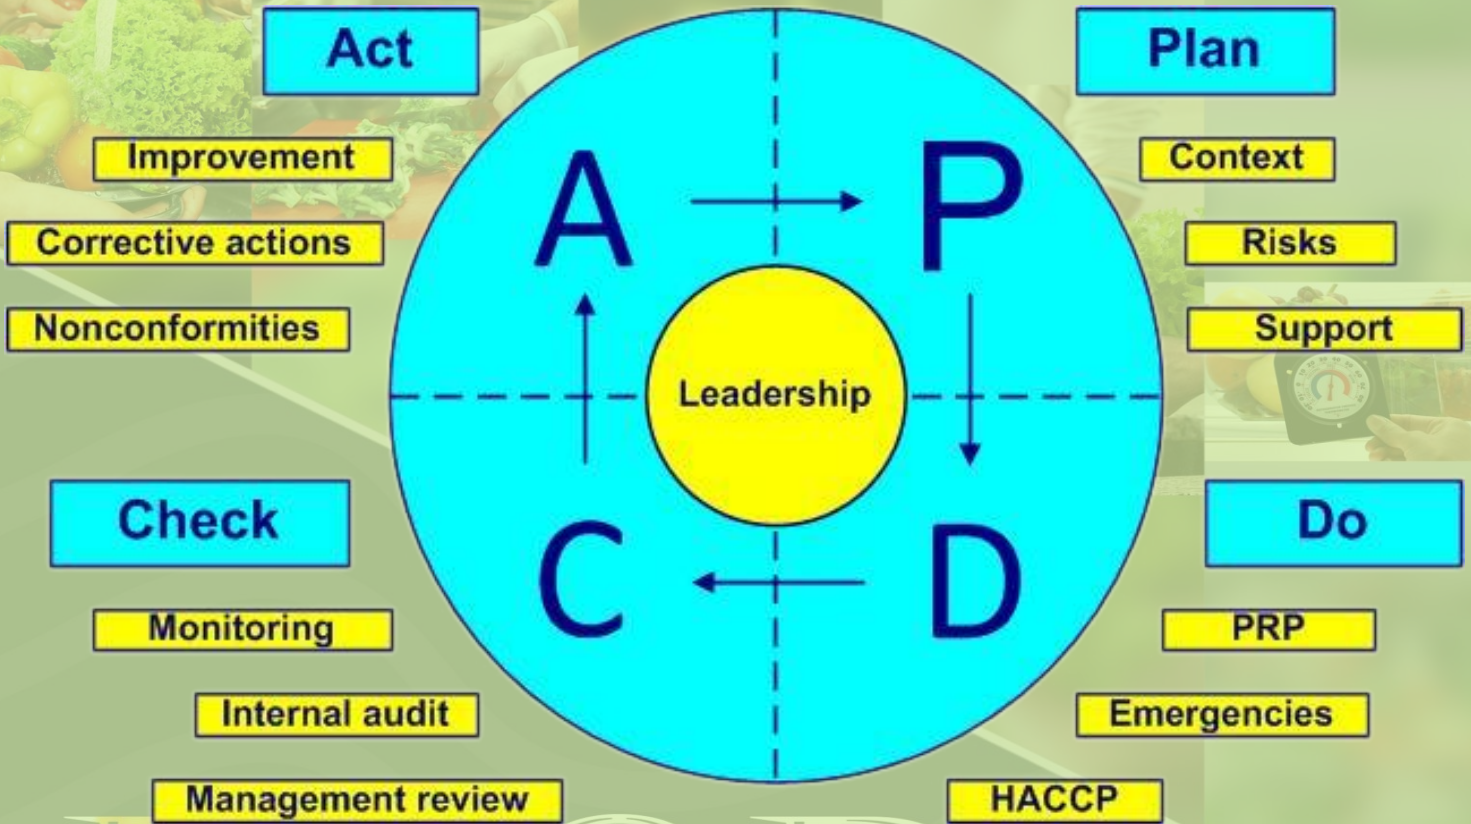 Act
Plan
Improvement
Context
Corrective actions
Risks
Nonconformities
Support
A
P
Leadership
C
D
Check
Do
Monitoring
PRP
Internal audit
Emergencies
Management review
HACCP